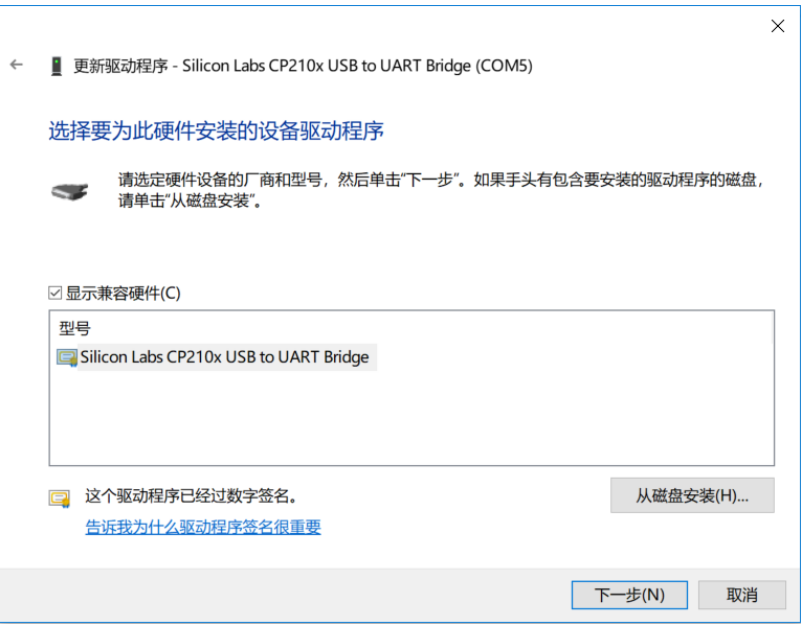 更新驱动程序 - Silicon Labs CP210x USB to UART Bridge (COM5)
选择要为此硬件安装的设备驱动程序
请选定硬件设备的厂商和型号，然后单击"下一步"。如果手头有包含要安装的驱动程序的磁盘，
请单击"从磁盘安装"。
显示兼容硬件(C)
型号
Silicon Labs CP210x USB to UART Bridge
这个驱动程序已经过数字签名。
从磁盘安装(H)...
告诉我为什么驱动程序签名很重要
下一步(N)
取消